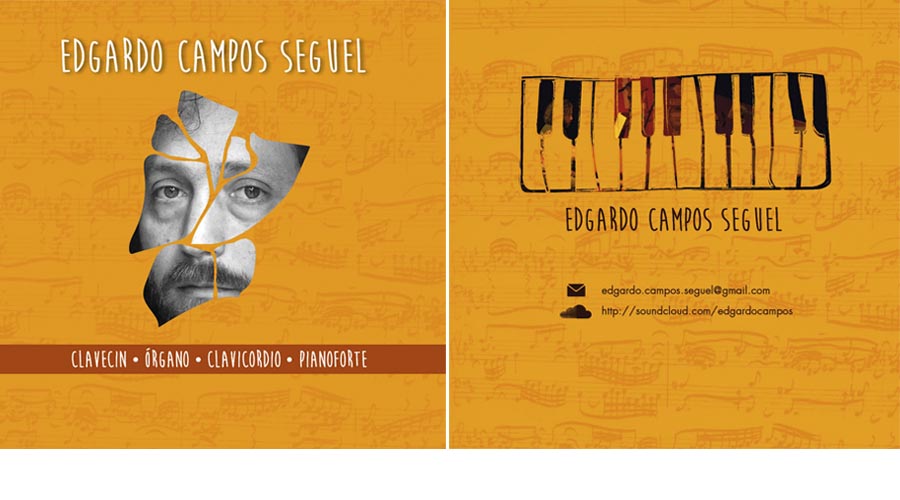 EDGARDO CAMPOS SEGUEL
CLAVECIN • ÓRGANO • CLAVICORDIO • PIANOFORTE
EDGARDO CAMPOS SEGUEL
edgardo.campos.seguel@gmail.com
http://soundcloud.com/edgardocampos